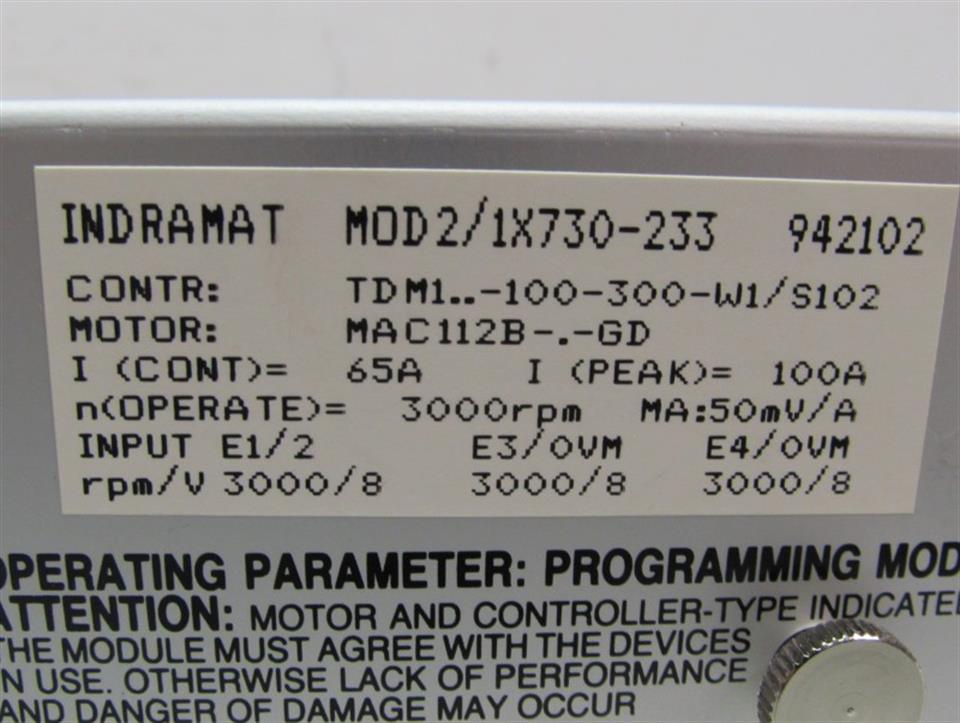 INDRAMAT MOD2/1X730-233 942102
CONTR: TDM1..-100-300-W1/S102
MOTOR: MAC112B-.-GD
I (CONT)= 65A I (PEAK)= 100A
n(OPERATE)= 3000rpm MA:50mV/A
INPUT E1/2 E3/0VM E4/0VM
rpm/V 3000/8 3000/8 3000/8
OPERATING PARAMETER: PROGRAMMING MOD
ATTENTION: MOTOR AND CONTROLLER-TYPE INDICATED
THE MODULE MUST AGREE WITH THE DEVICES
IN USE. OTHERWISE LACK OF PERFORMANCE
AND DANGER OF DAMAGE MAY OCCUR